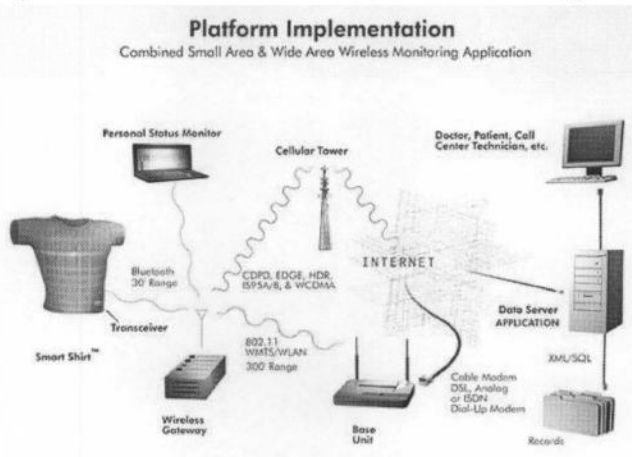 Platform Implementation
Combined Small Area & Wide Area Wireless Monitoring Application
Personal Status Monitor
Cellular Tower
Doctor, Patient, Call
Center Technician, etc.
INTERNET
Bluetooth
30' Range
CDPD, EDGE, HDR,
IS95A/B, & WCDMA
Transceiver
Smart Shirt™
802.11
WMTS/WLAN
300' Range
Data Server
APPLICATION
XML/SQL
Cable Modem
DSL, Analog
or ISDN
Dial-Up Modem
Wireless
Gateway
Base
Unit
Records